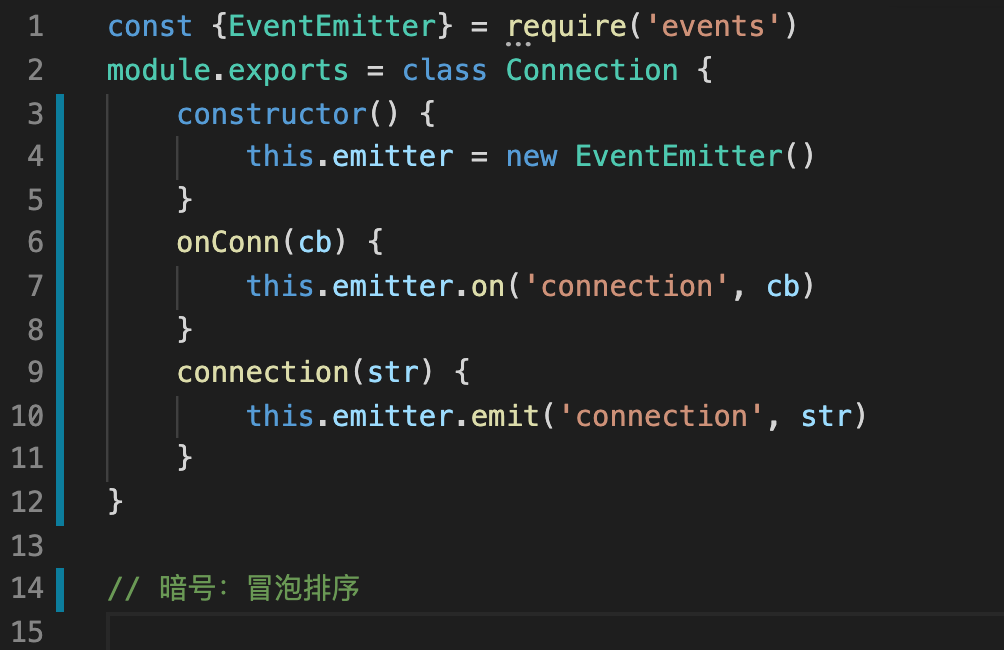 1 const {EventEmitter} = require('events')
2 module.exports = class Connection {
3     constructor() {
4         this.emitter = new EventEmitter()
5     }
6     onConn(cb) {
7         this.emitter.on('connection', cb)
8     }
9     connection(str) {
10         this.emitter.emit('connection', str)
11     }
12 }
13
14 // 暗号：冒泡排序
15